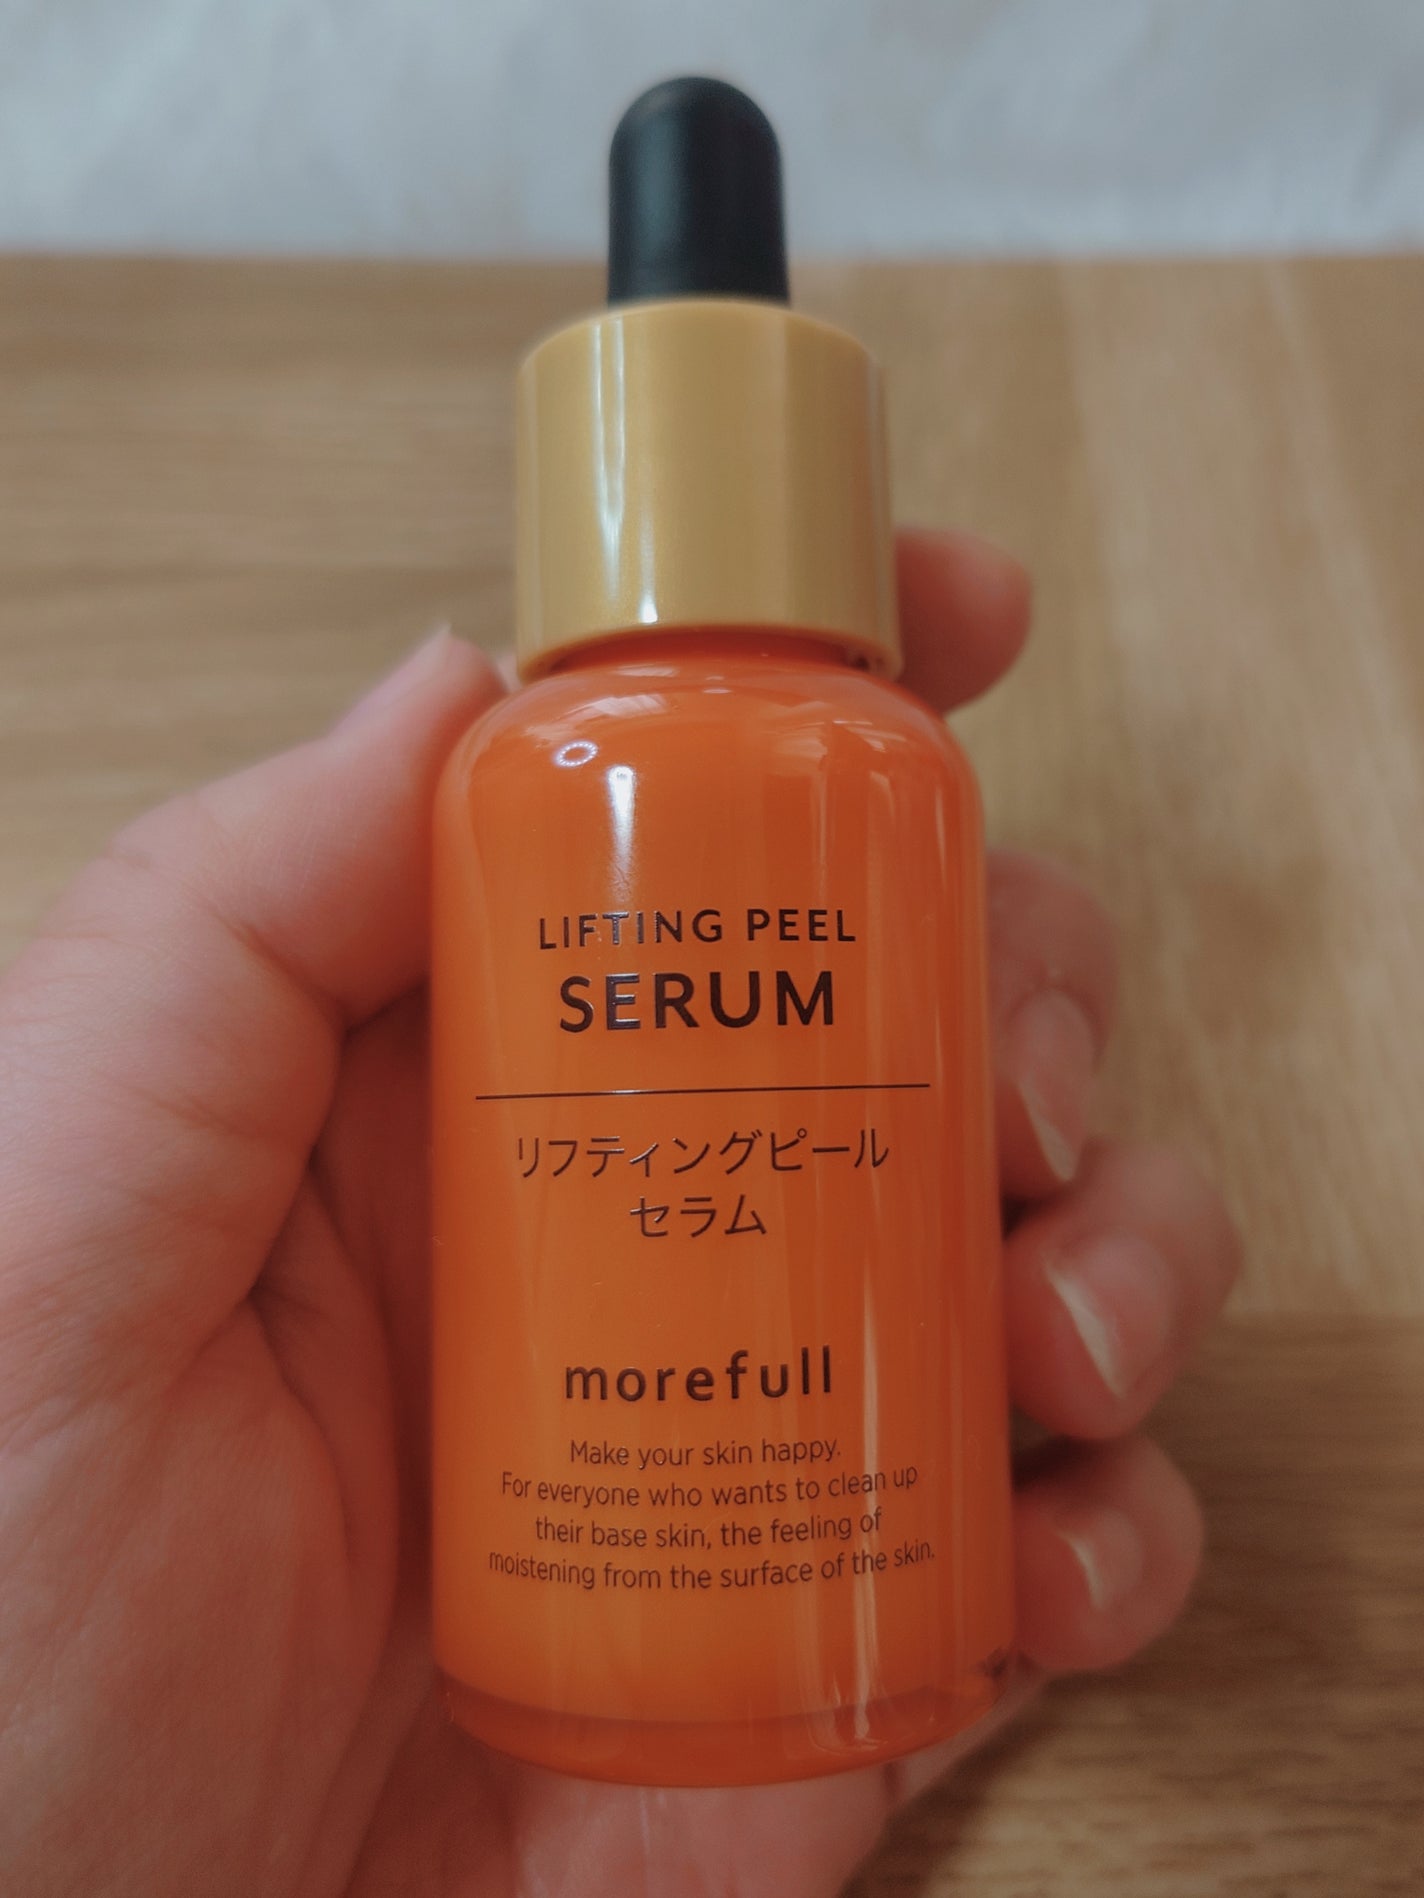 LIFTING PEEL
SERUM
リフティングピール
セラム
morefull
Make your skin happy.
For everyone who wants to clean up
their base skin, the feeling of
moistening from the surface of the skin.